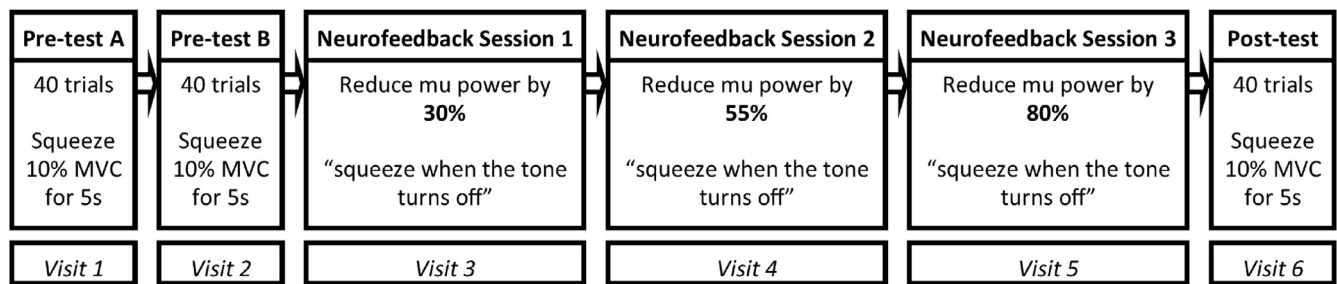 Pre-test A
40 trials
Squeeze
10% MVC
for 5s
Visit 1
Pre-test B
40 trials
Squeeze
10% MVC
for 5s
Visit 2
Neurofeedback Session 1
Reduce mu power by
30%
“squeeze when the tone
turns off”
Visit 3
Neurofeedback Session 2
Reduce mu power by
55%
“squeeze when the tone
turns off”
Visit 4
Neurofeedback Session 3
Reduce mu power by
80%
“squeeze when the tone
turns off”
Visit 5
Post-test
40 trials
Squeeze
10% MVC
for 5s
Visit 6